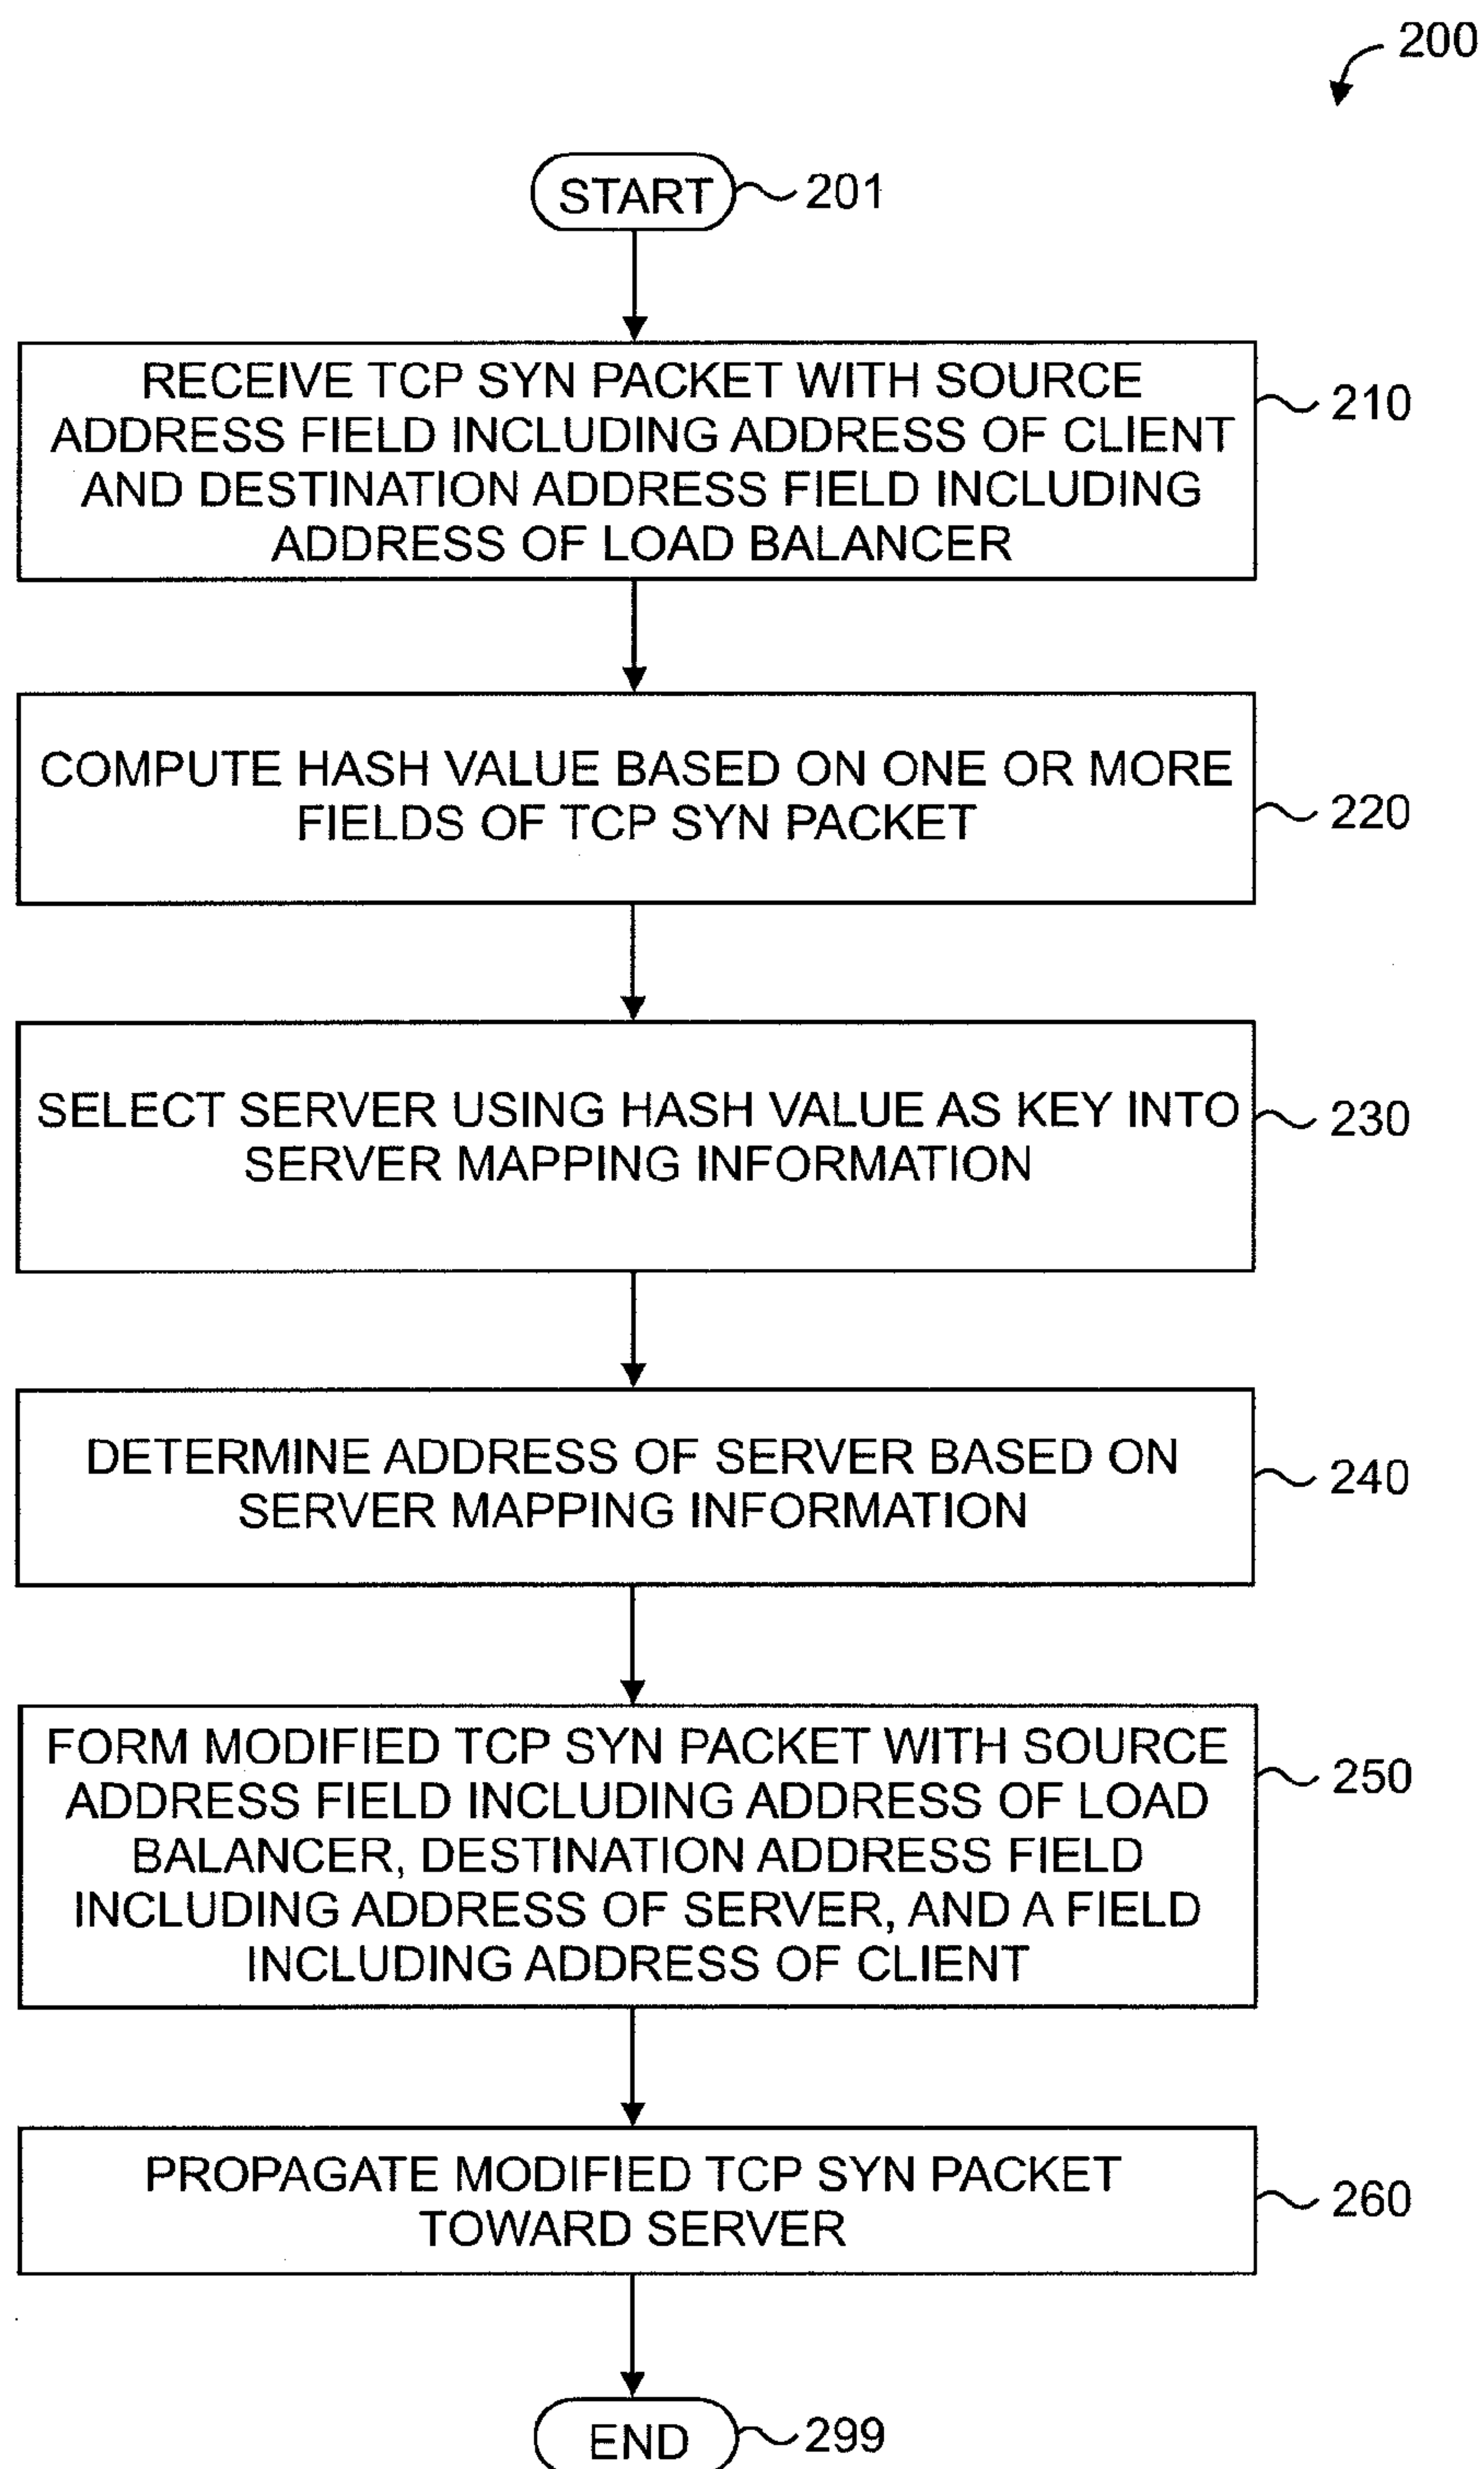 200
START 201
RECEIVE TCP SYN PACKET WITH SOURCE
ADDRESS FIELD INCLUDING ADDRESS OF CLIENT
AND DESTINATION ADDRESS FIELD INCLUDING
ADDRESS OF LOAD BALANCER
210
COMPUTE HASH VALUE BASED ON ONE OR MORE
FIELDS OF TCP SYN PACKET
220
SELECT SERVER USING HASH VALUE AS KEY INTO
SERVER MAPPING INFORMATION
230
DETERMINE ADDRESS OF SERVER BASED ON
SERVER MAPPING INFORMATION
240
FORM MODIFIED TCP SYN PACKET WITH SOURCE
ADDRESS FIELD INCLUDING ADDRESS OF LOAD
BALANCER, DESTINATION ADDRESS FIELD
INCLUDING ADDRESS OF SERVER, AND A FIELD
INCLUDING ADDRESS OF CLIENT
250
PROPAGATE MODIFIED TCP SYN PACKET
TOWARD SERVER
260
END 299